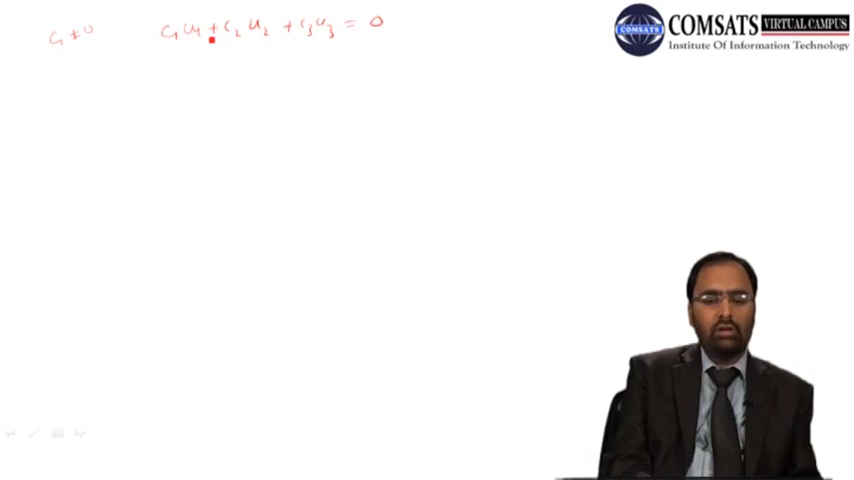 C₁ ≠ 0 C₁U₁ + C₂U₂ + C₃U₃ = 0
COMSATS VIRTUAL CAMPUS
COMSATS
Institute Of Information Technology